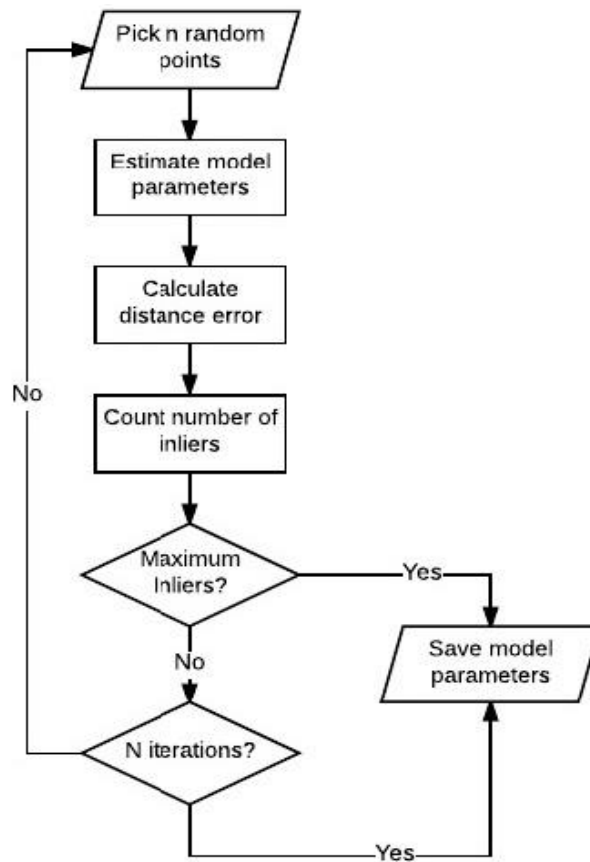 Pick n random
points
Estimate model
parameters
Calculate
distance error
Count number of
inliers
No
Maximum
Inliers?
Yes
Save model
parameters
No
N iterations?
Yes